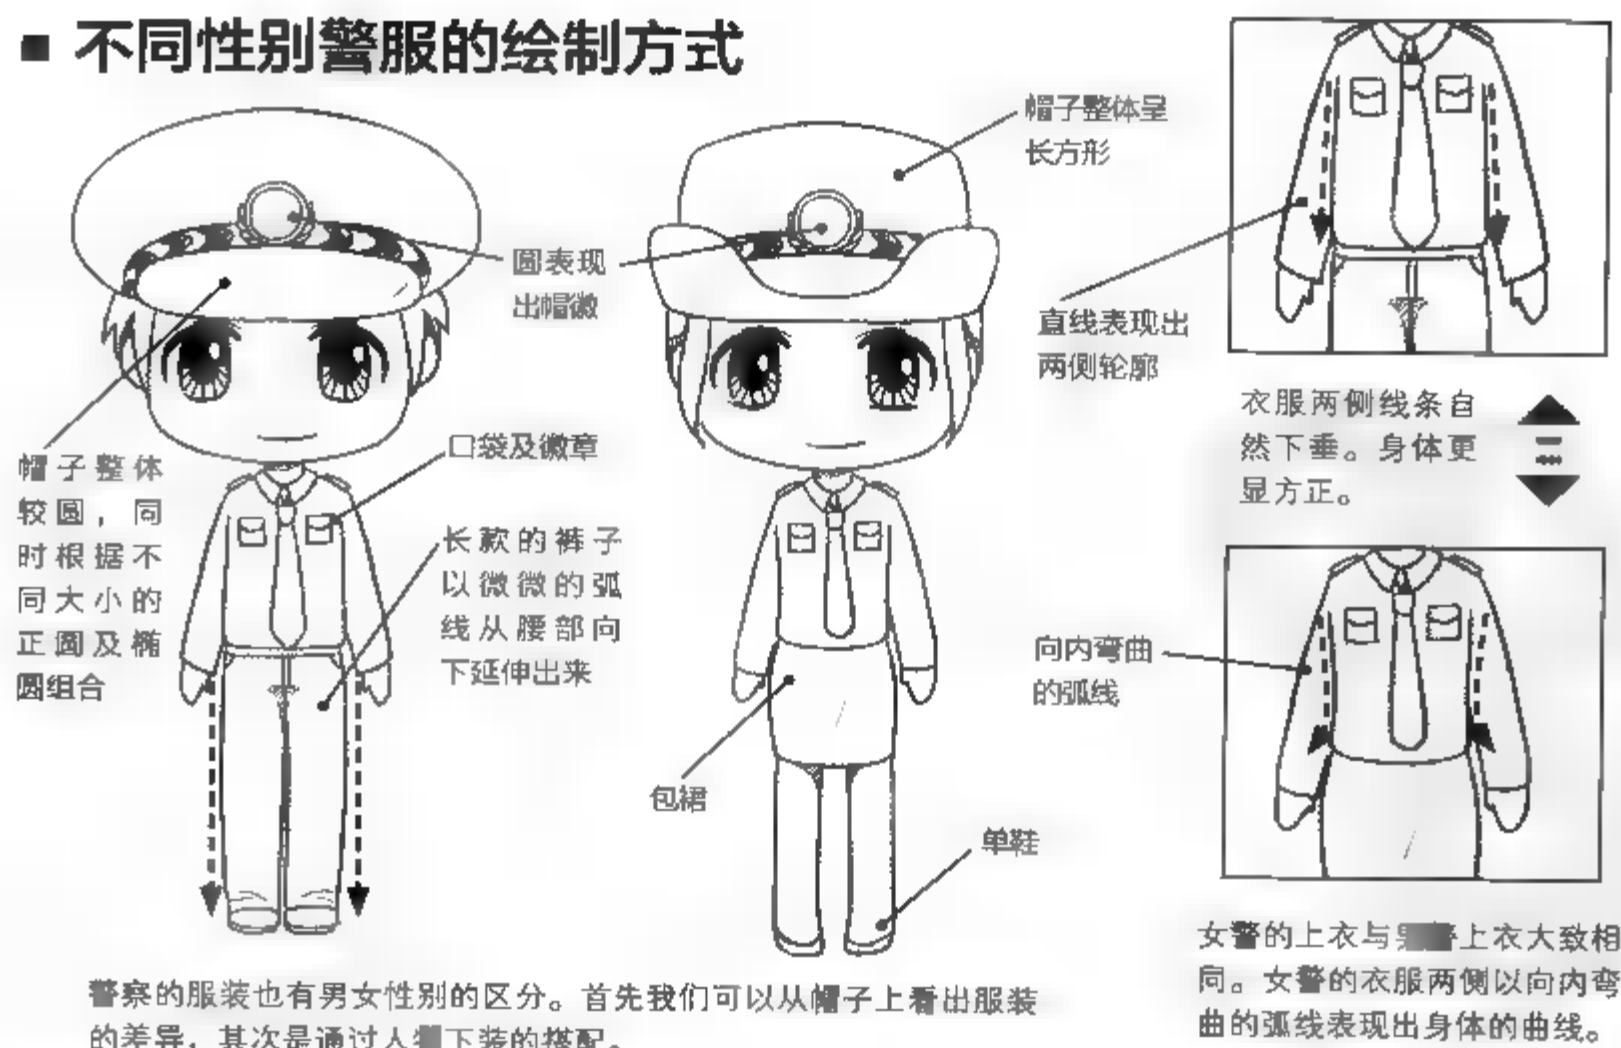 ■ 不同性别警服的绘制方式
帽子整体呈
长方形
圆表现
出帽徽
直线表现出
两侧轮廓
衣服两侧线条自
然下垂。身体更
显方正。
口袋及徽章
帽子整体
较圆，同
时根据不
同大小的
正圆及椭
圆组合
长款的裤子
以微微的弧
线从腰部向
下延伸出来
向内弯曲
的弧线
包裙
单鞋
女警的上衣与男警上衣大致相
同。女警的衣服两侧以向内弯
曲的弧线表现出身体的曲线。
警察的服装也有男女性别的区分。首先我们可以从帽子上看出服装
的差异，其次是通过人 下装的搭配。